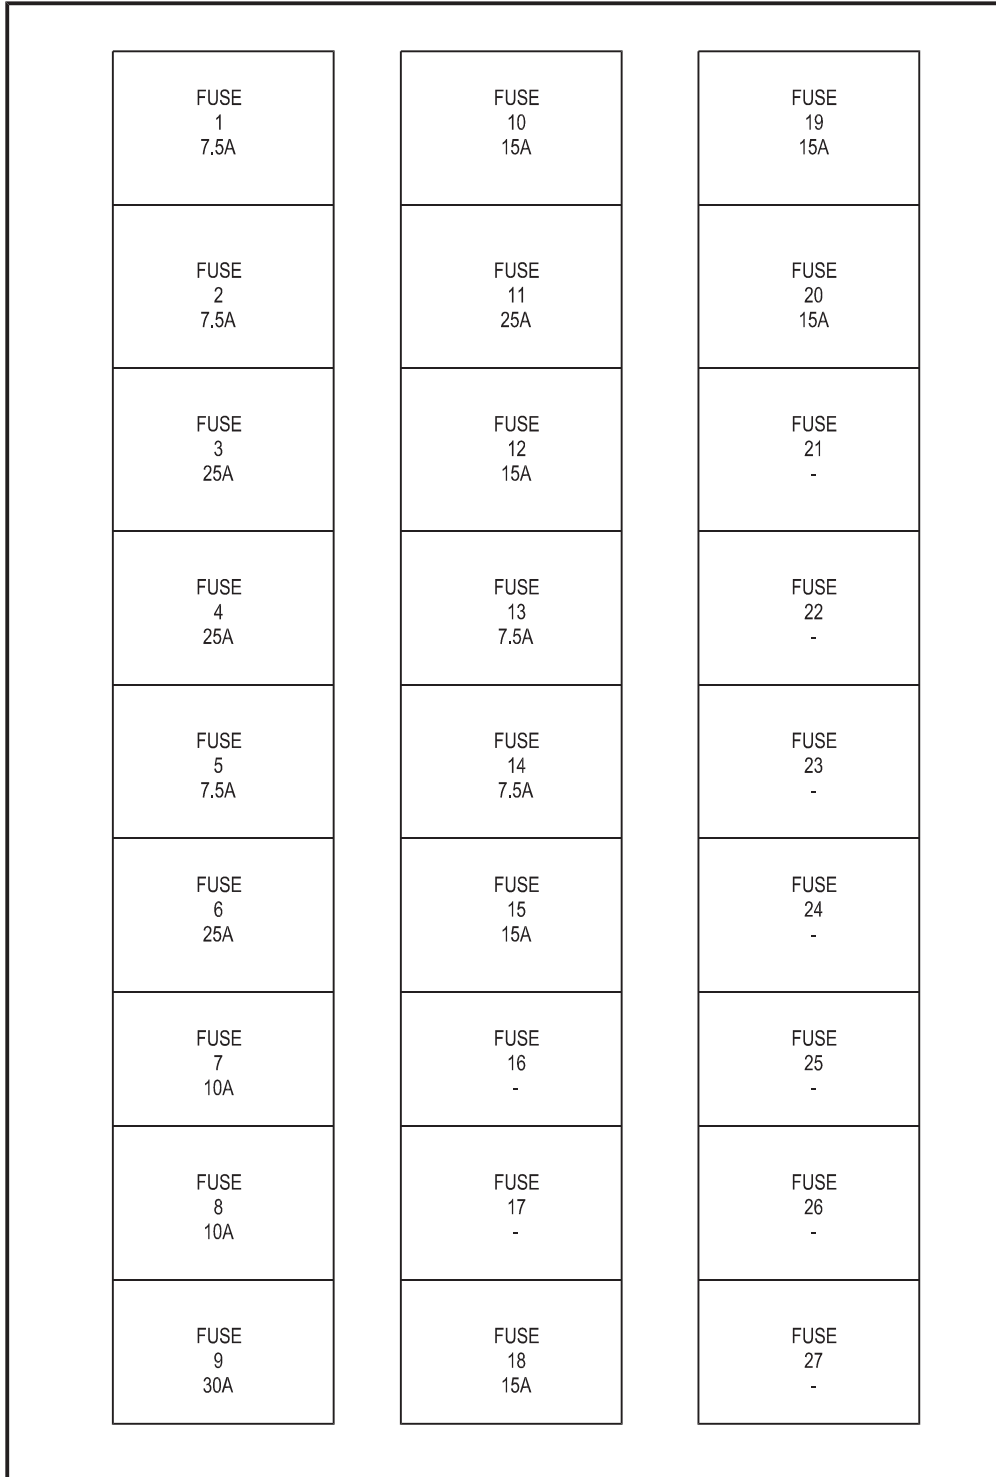 FUSE
1
7.5A
FUSE
2
7.5A
FUSE
3
25A
FUSE
4
25A
FUSE
5
7.5A
FUSE
6
25A
FUSE
7
10A
FUSE
8
10A
FUSE
9
30A
FUSE
10
15A
FUSE
11
25A
FUSE
12
15A
FUSE
13
7.5A
FUSE
14
7.5A
FUSE
15
15A
FUSE
16
-
FUSE
17
-
FUSE
18
15A
FUSE
19
15A
FUSE
20
15A
FUSE
21
-
FUSE
22
-
FUSE
23
-
FUSE
24
-
FUSE
25
-
FUSE
26
-
FUSE
27
-